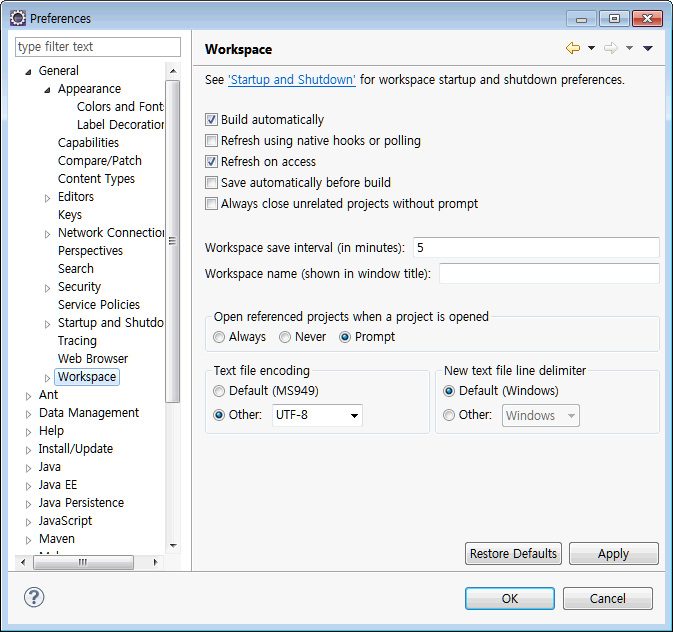 Preferences
type filter text
General
Appearance
Colors and Font
Label Decoration
Capabilities
Compare/Patch
Content Types
Editors
Keys
Network Connection
Perspectives
Search
Security
Service Policies
Startup and Shutdo
Tracing
Web Browser
Workspace
Ant
Data Management
Help
Install/Update
Java
Java EE
Java Persistence
JavaScript
Maven
Workspace
See 'Startup and Shutdown' for workspace startup and shutdown preferences.
Build automatically
Refresh using native hooks or polling
Refresh on access
Save automatically before build
Always close unrelated projects without prompt
Workspace save interval (in minutes): 5
Workspace name (shown in window title):
Open referenced projects when a project is opened
Always Never Prompt
Text file encoding
Default (MS949)
Other: UTF-8
New text file line delimiter
Default (Windows)
Other: Windows
Restore Defaults Apply
? OK Cancel